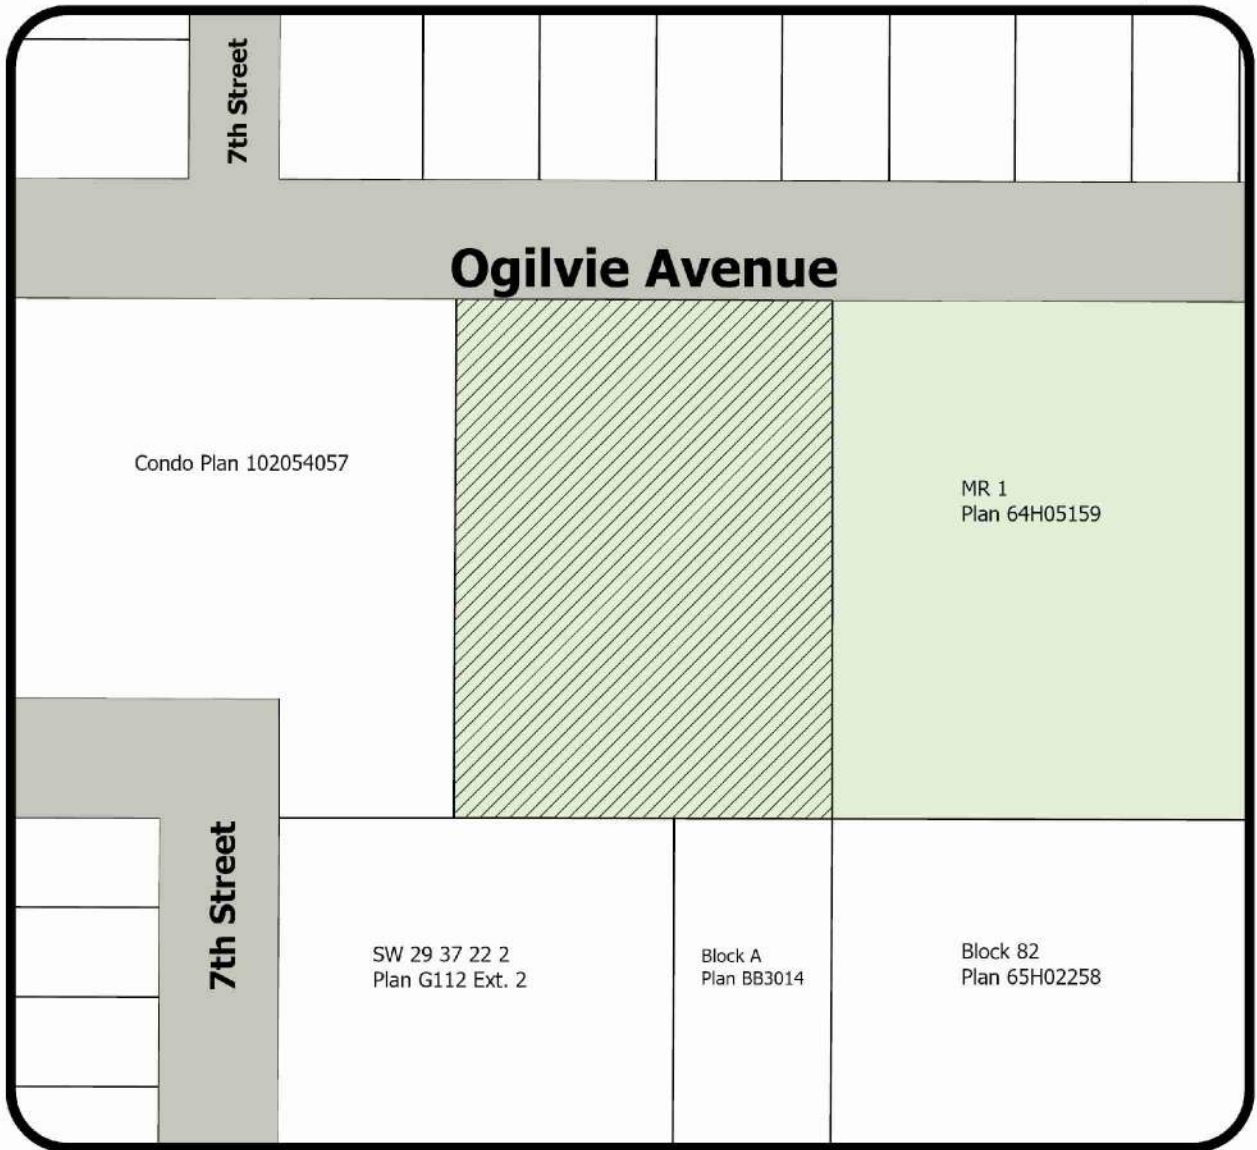 7th Street
Ogilvie Avenue
Condo Plan 102054057
MR 1
Plan 64H05159
7th Street
SW 29 37 22 2
Plan G112 Ext. 2
Block A
Plan BB3014
Block 82
Plan 65H02258